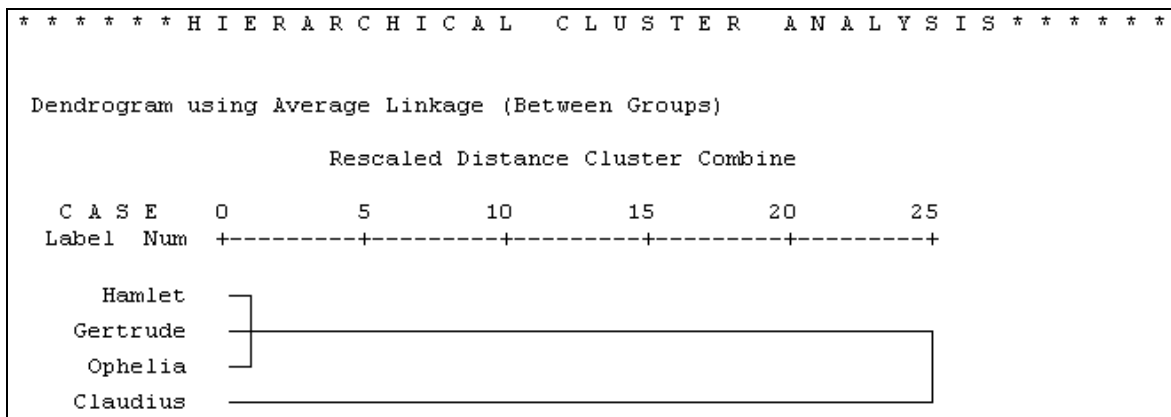 * * * * * * H I E R A R C H I C A L   C L U S T E R   A N A L Y S I S * * * * * *
Dendrogram using Average Linkage (Between Groups)
Rescaled Distance Cluster Combine
C A S E 0 5 10 15 20 25
Label Num +---------+---------+---------+---------+---------+
Hamlet
Gertrude
Ophelia
Claudius